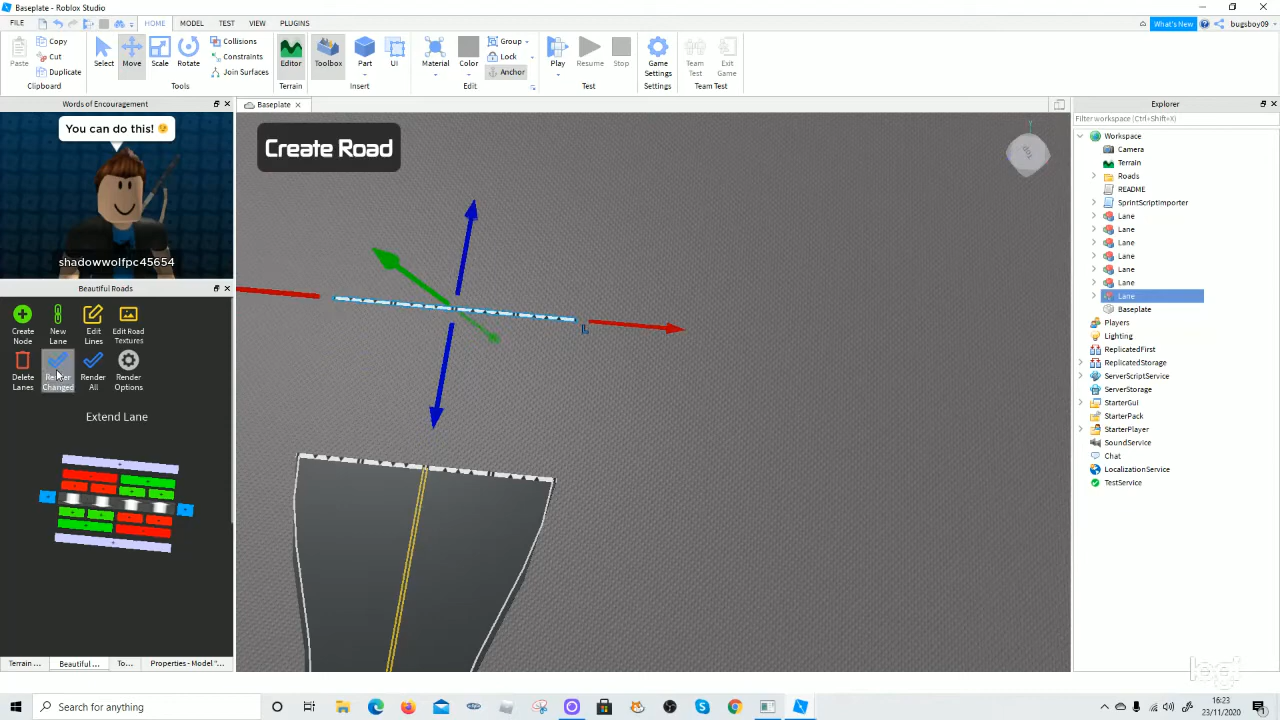 Baseplate - Roblox Studio
FILE HOME MODEL TEST VIEW PLUGINS What's New bugsboy09
Paste Copy Cut Duplicate Select Move Scale Rotate Collisions Constraints Join Surfaces Editor Toolbox Part UI Material Color Group Lock Anchor Play Resume Stop Game Settings Team Test Exit Game
Clipboard Tools Terrain Insert Edit Test Settings Team Test
Words of Encouragement
You can do this!
shadowwolfpc45654
Beautiful Roads
Create Node
New Lane
Edit Lines
Edit Road Textures
Delete Lanes
Render Changed
Render All
Render Options
Extend Lane
Terrain ... Beautiful ... To... Properties - Model "...
Baseplate
Create Road
Explorer
Filter workspace (Ctrl+Shift+X)
Workspace
Camera
Terrain
Roads
README
SprintScriptImporter
Lane
Lane
Lane
Lane
Lane
Lane
Lane
Baseplate
Players
Lighting
ReplicatedFirst
ReplicatedStorage
ServerScriptService
ServerStorage
StarterGui
StarterPack
StarterPlayer
SoundService
Chat
LocalizationService
TestService
Search for anything
16:23
23/11/2020